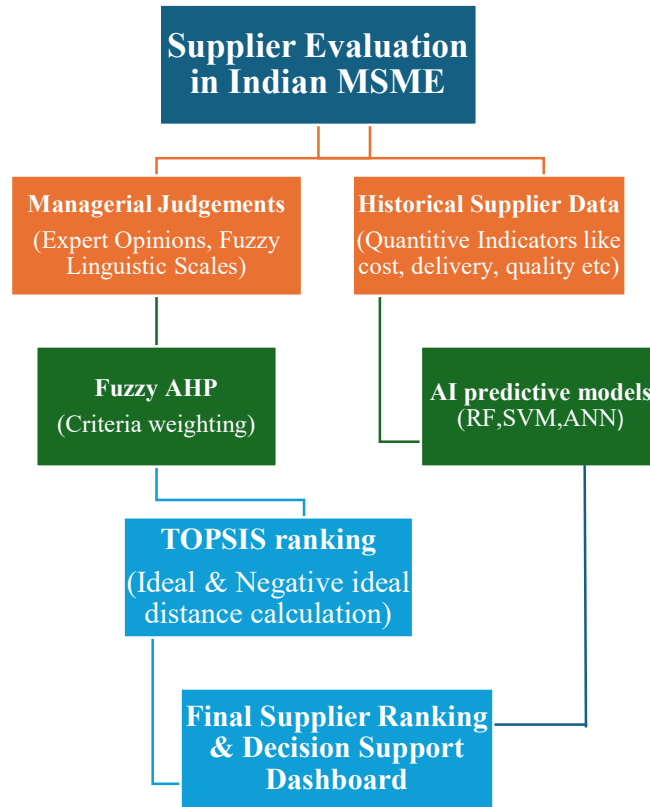 Supplier Evaluation
in Indian MSME
Managerial Judgements
(Expert Opinions, Fuzzy
Linguistic Scales)
Historical Supplier Data
(Quantitive Indicators like
cost, delivery, quality etc)
Fuzzy AHP
(Criteria weighting)
AI predictive models
(RF,SVM,ANN)
TOPSIS ranking
(Ideal & Negative ideal
distance calculation)
Final Supplier Ranking
& Decision Support
Dashboard